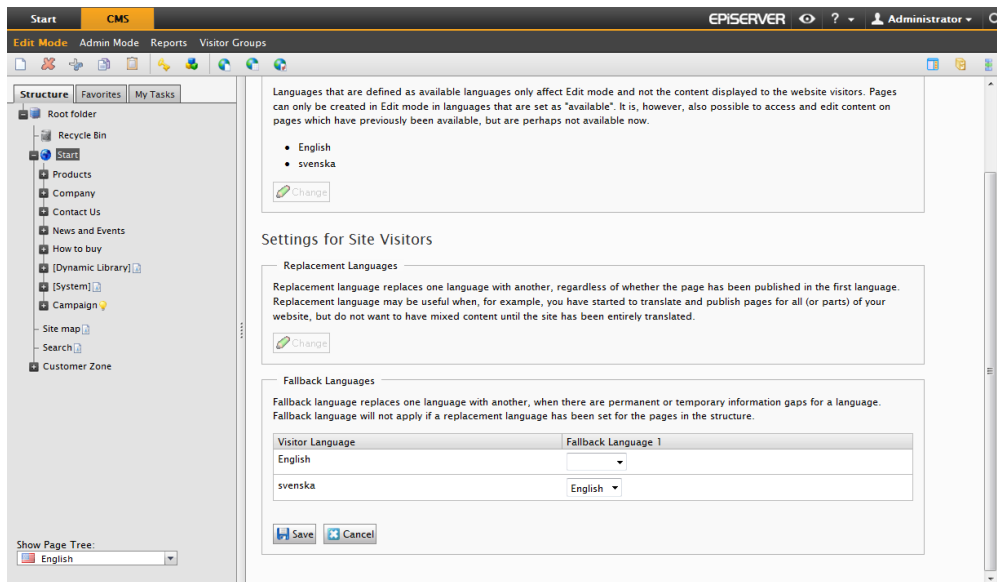 Start CMS EPiSERVER ? Administrator
Edit Mode Admin Mode Reports Visitor Groups
Structure Favorites My Tasks
Root folder
Recycle Bin
Start
Products
Company
Contact Us
News and Events
How to buy
[Dynamic Library]
[System]
Campaign
Site map
Search
Customer Zone
Show Page Tree:
English
Languages that are defined as available languages only affect Edit mode and not the content displayed to the website visitors. Pages
can only be created in Edit mode in languages that are set as "available". It is, however, also possible to access and edit content on
pages which have previously been available, but are perhaps not available now.
English
svenska
Change
Settings for Site Visitors
Replacement Languages
Replacement language replaces one language with another, regardless of whether the page has been published in the first language.
Replacement language may be useful when, for example, you have started to translate and publish pages for all (or parts) of your
website, but do not want to have mixed content until the site has been entirely translated.
Change
Fallback Languages
Fallback language replaces one language with another, when there are permanent or temporary information gaps for a language.
Fallback language will not apply if a replacement language has been set for the pages in the structure.
Visitor Language Fallback Language 1
English
svenska English
Save Cancel